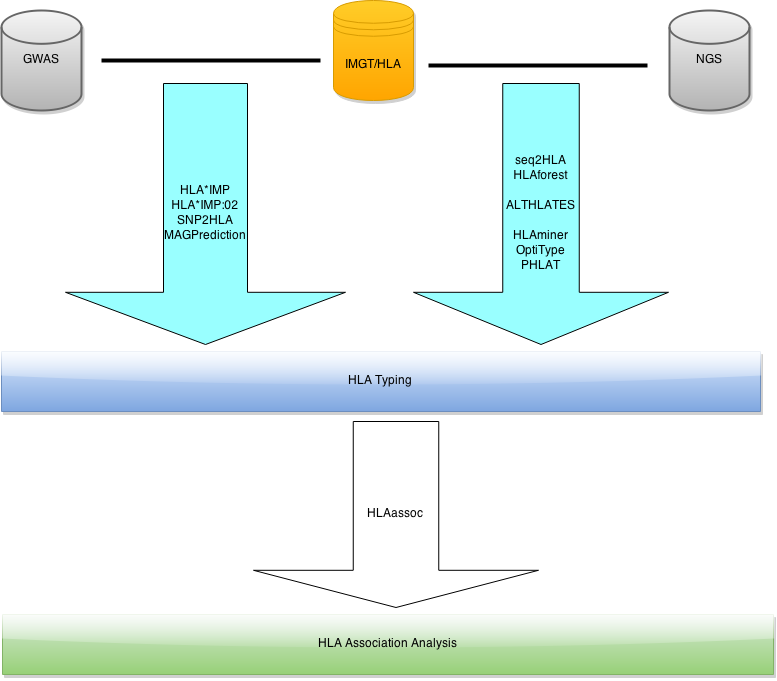 GWAS
IMGT/HLA
NGS
HLA*IMP
HLA*IMP:02
SNP2HLA
MAGPrediction
seq2HLA
HLAforest
ALTHLATES
HLAminer
OptiType
PHLAT
HLA Typing
HLAassoc
HLA Association Analysis